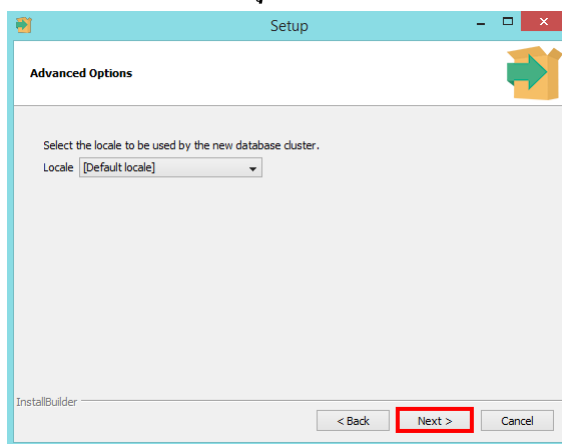 Setup
Advanced Options
Select the locale to be used by the new database cluster.
Locale [Default locale]
InstallBuilder
< Back Next > Cancel